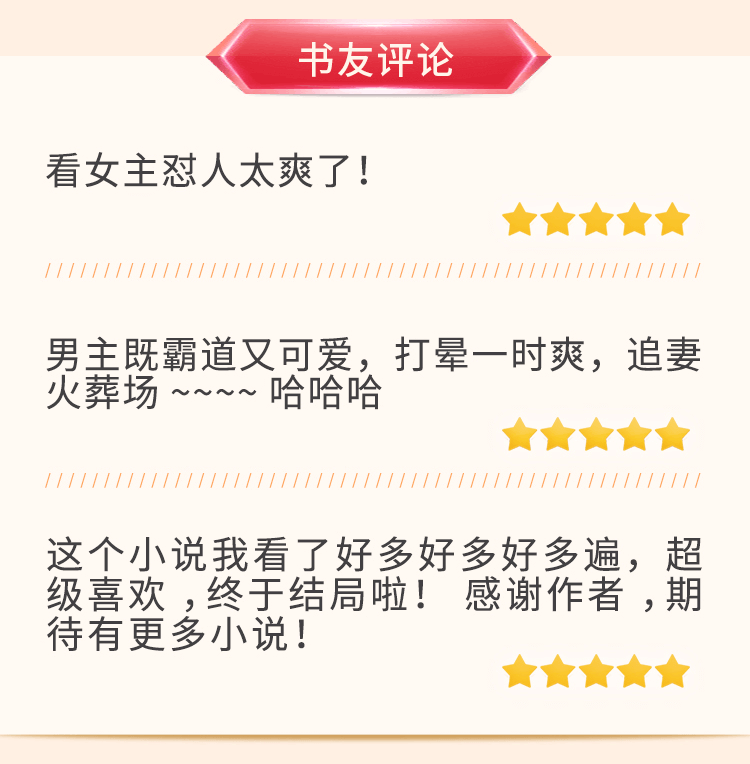 书友评论
看女主怼人太爽了！
男主既霸道又可爱，打晕一时爽，追妻
火葬场 ~~~~ 哈哈哈
这个小说我看了好多好多好多遍，超
级喜欢 ，终于结局啦！ 感谢作者 ，期
待有更多小说！